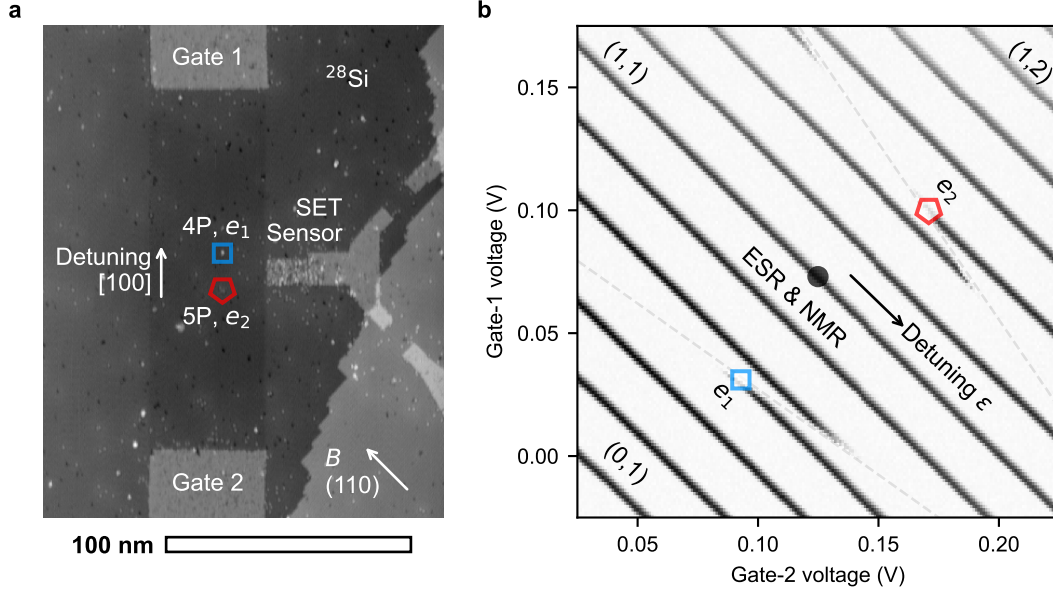 a
Gate 1
²⁸Si
SET
Sensor
4P, e₁
Detuning
[100]
5P, e₂
B
(110)
Gate 2
100 nm
b
(1,1)
(1,2)
e₂
ESR & NMR
Detuning ε
e₁
(0,1)
0.15
0.10
0.05
0.00
Gate-1 voltage (V)
0.05
0.10
0.15
0.20
Gate-2 voltage (V)